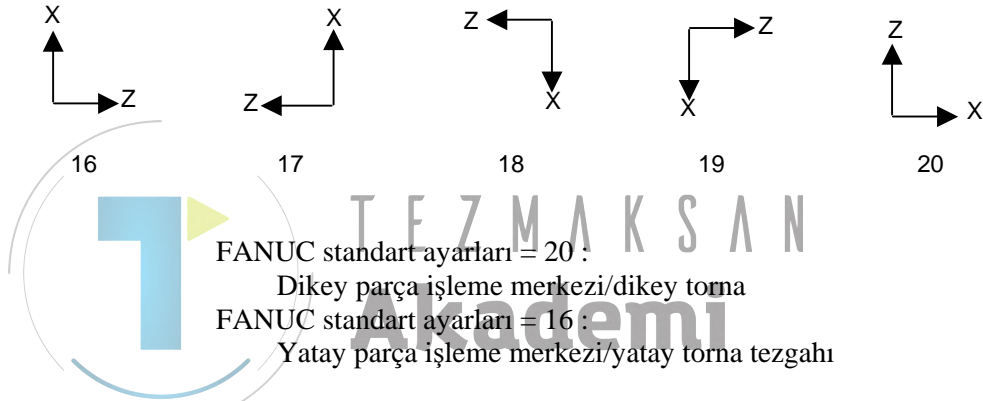 X X Z Z Z
Z Z X X X
16 17 18 19 20
TEZMAKSAN
FANUC standart ayarları = 20 :
Dikey parça işleme merkezi/dikey torna
Akademi
FANUC standart ayarları = 16 :
Yatay parça işleme merkezi/yatay torna tezgahı